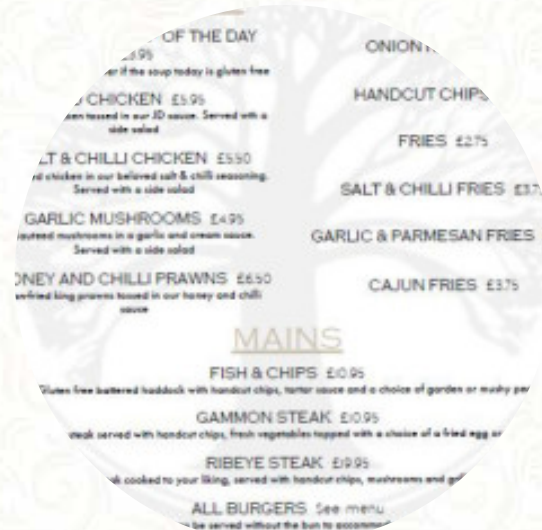 OF THE DAY
if the soup today is gluten free
CHICKEN £5.95
tossed in our JD sauce. Served with a
side salad
& CHILLI CHICKEN £5.50
chicken in our beloved salt & chilli seasoning.
Served with a side salad
GARLIC MUSHROOMS £4.95
mushrooms in a garlic and cream sauce.
Served with a side salad
AND CHILLI PRAWNS £6.50
king prawns tossed in our honey and chilli
sauce
ONION
HANDCUT CHIPS
FRIES £2.75
SALT & CHILLI FRIES
GARLIC & PARMESAN FRIES
CAJUN FRIES £3.75
MAINS
FISH & CHIPS £10.95
Gluten free battered haddock with handcut chips, tartar sauce and a choice of garden or mushy
GAMMON STEAK £10.95
steak served with handcut chips, fresh vegetables topped with a choice of a fried egg or
RIBEYE STEAK £19.95
cooked to your liking, served with handcut chips, mushrooms and
ALL BURGERS See menu
be served without the bun to